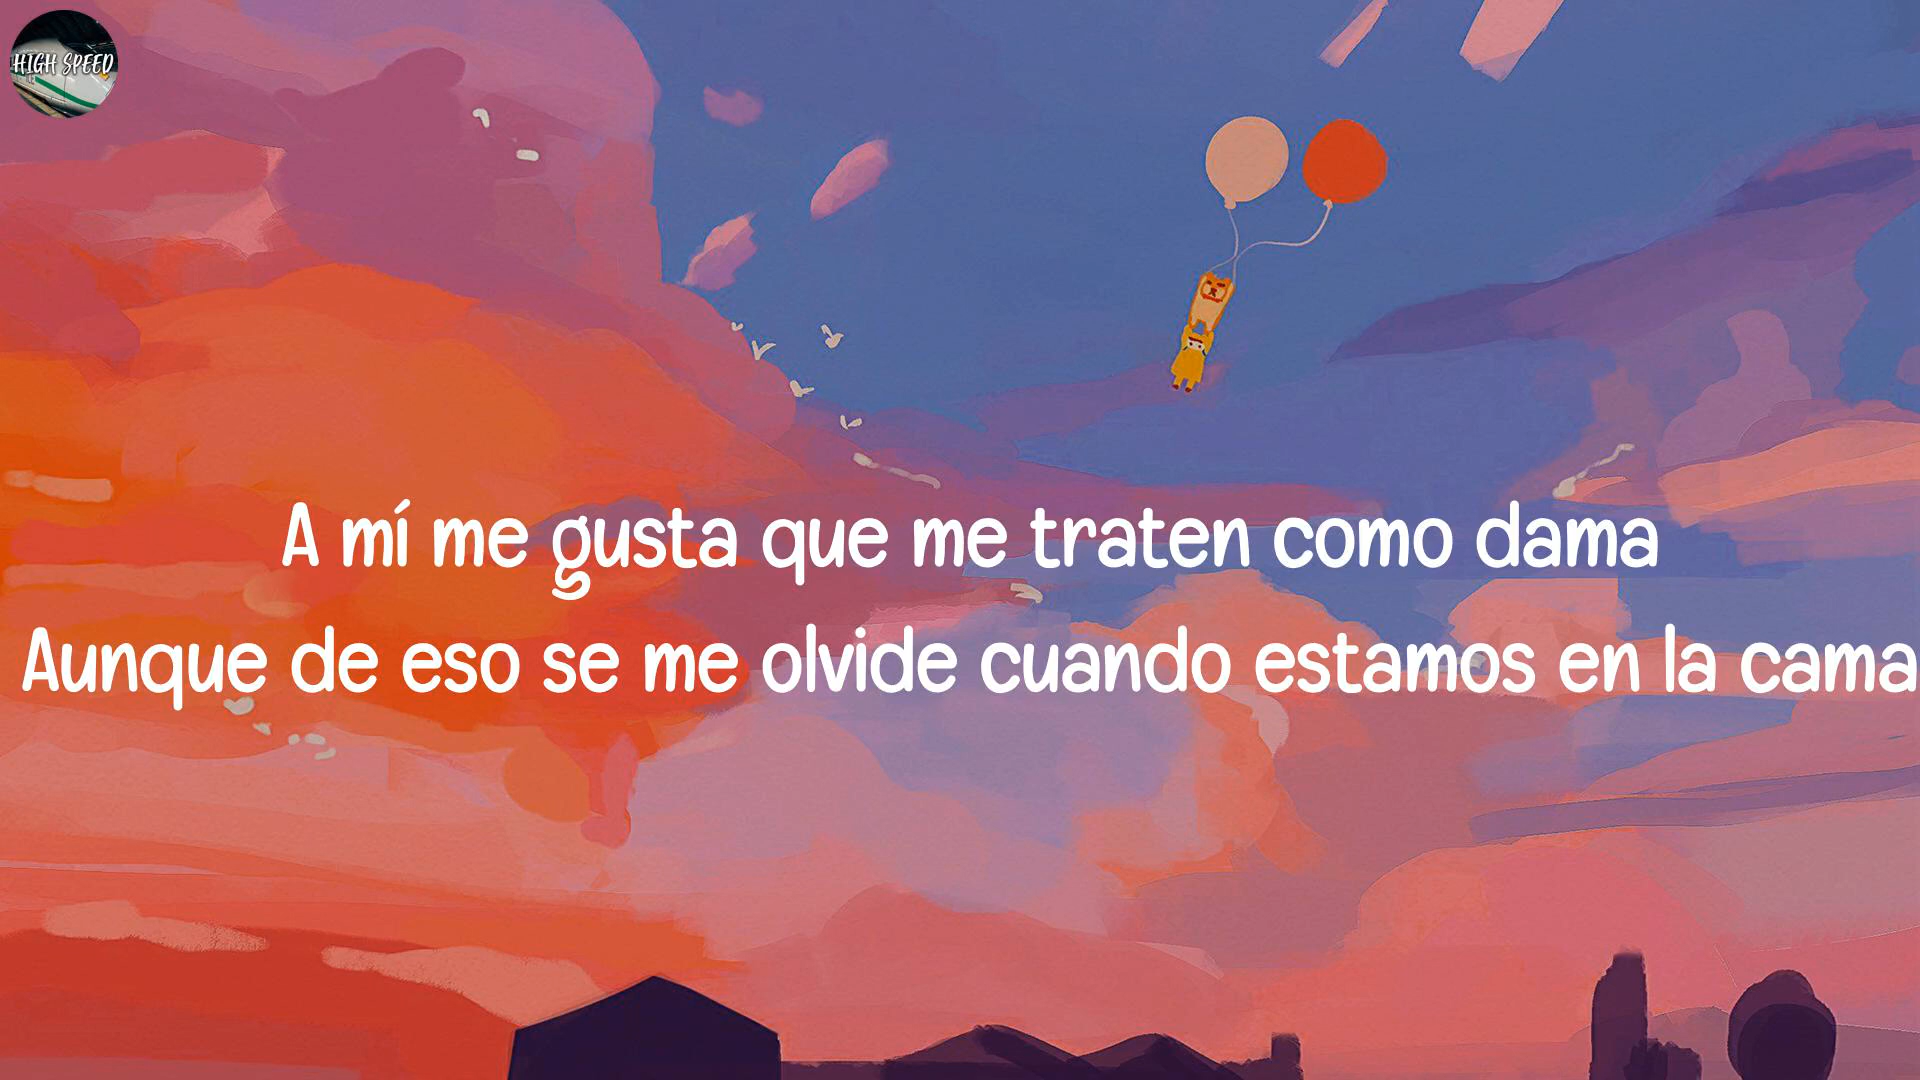 HIGH SPEED
A mí me gusta que me traten como dama
Aunque de eso se me olvide cuando estamos en la cama